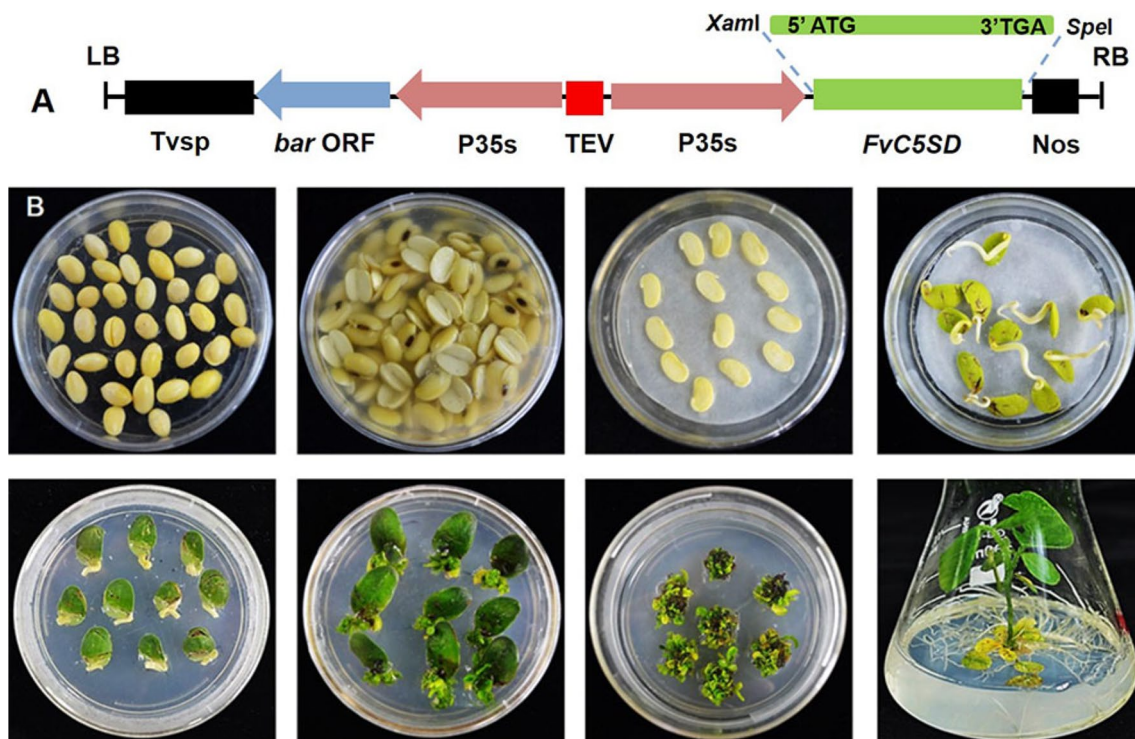 XamI 5' ATG 3'TGA SpeI
LB RB
A
Tvsp bar ORF P35s TEV P35s FvC5SD Nos
B